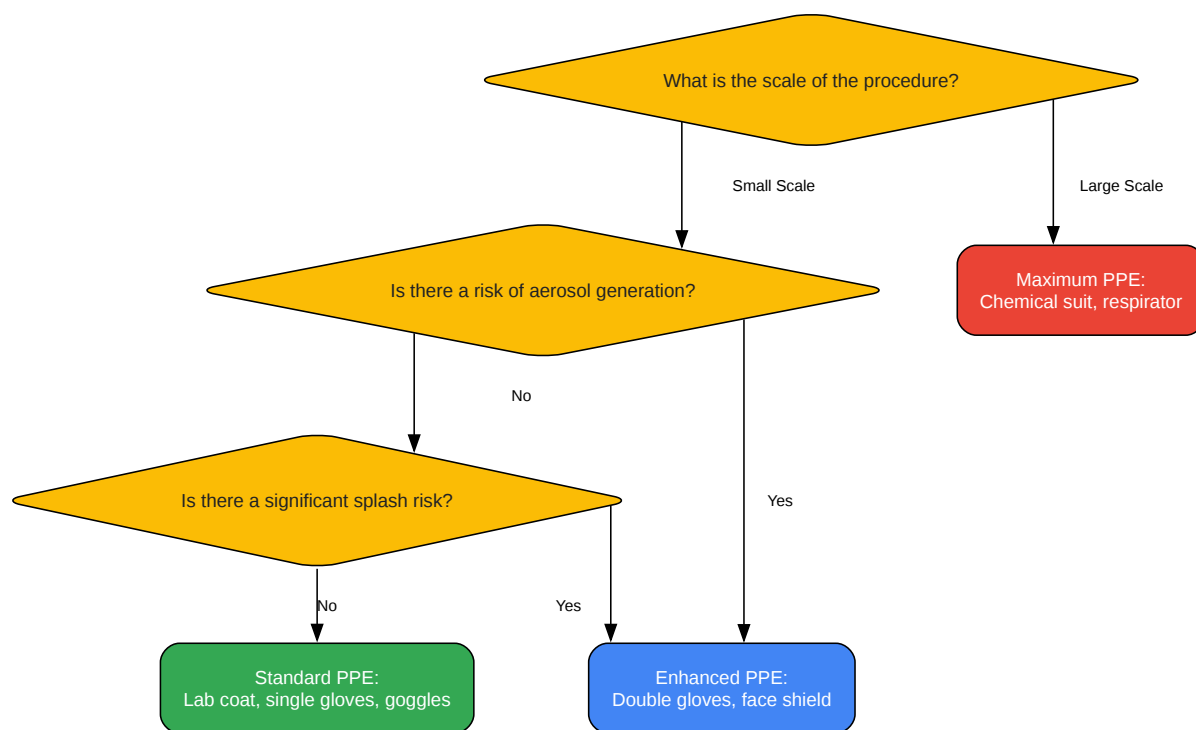 What is the scale of the procedure?
Small Scale
Large Scale
Is there a risk of aerosol generation?
Maximum PPE:
Chemical suit, respirator
No
Is there a significant splash risk?
Yes
No
Yes
Standard PPE:
Lab coat, single gloves, goggles
Enhanced PPE:
Double gloves, face shield